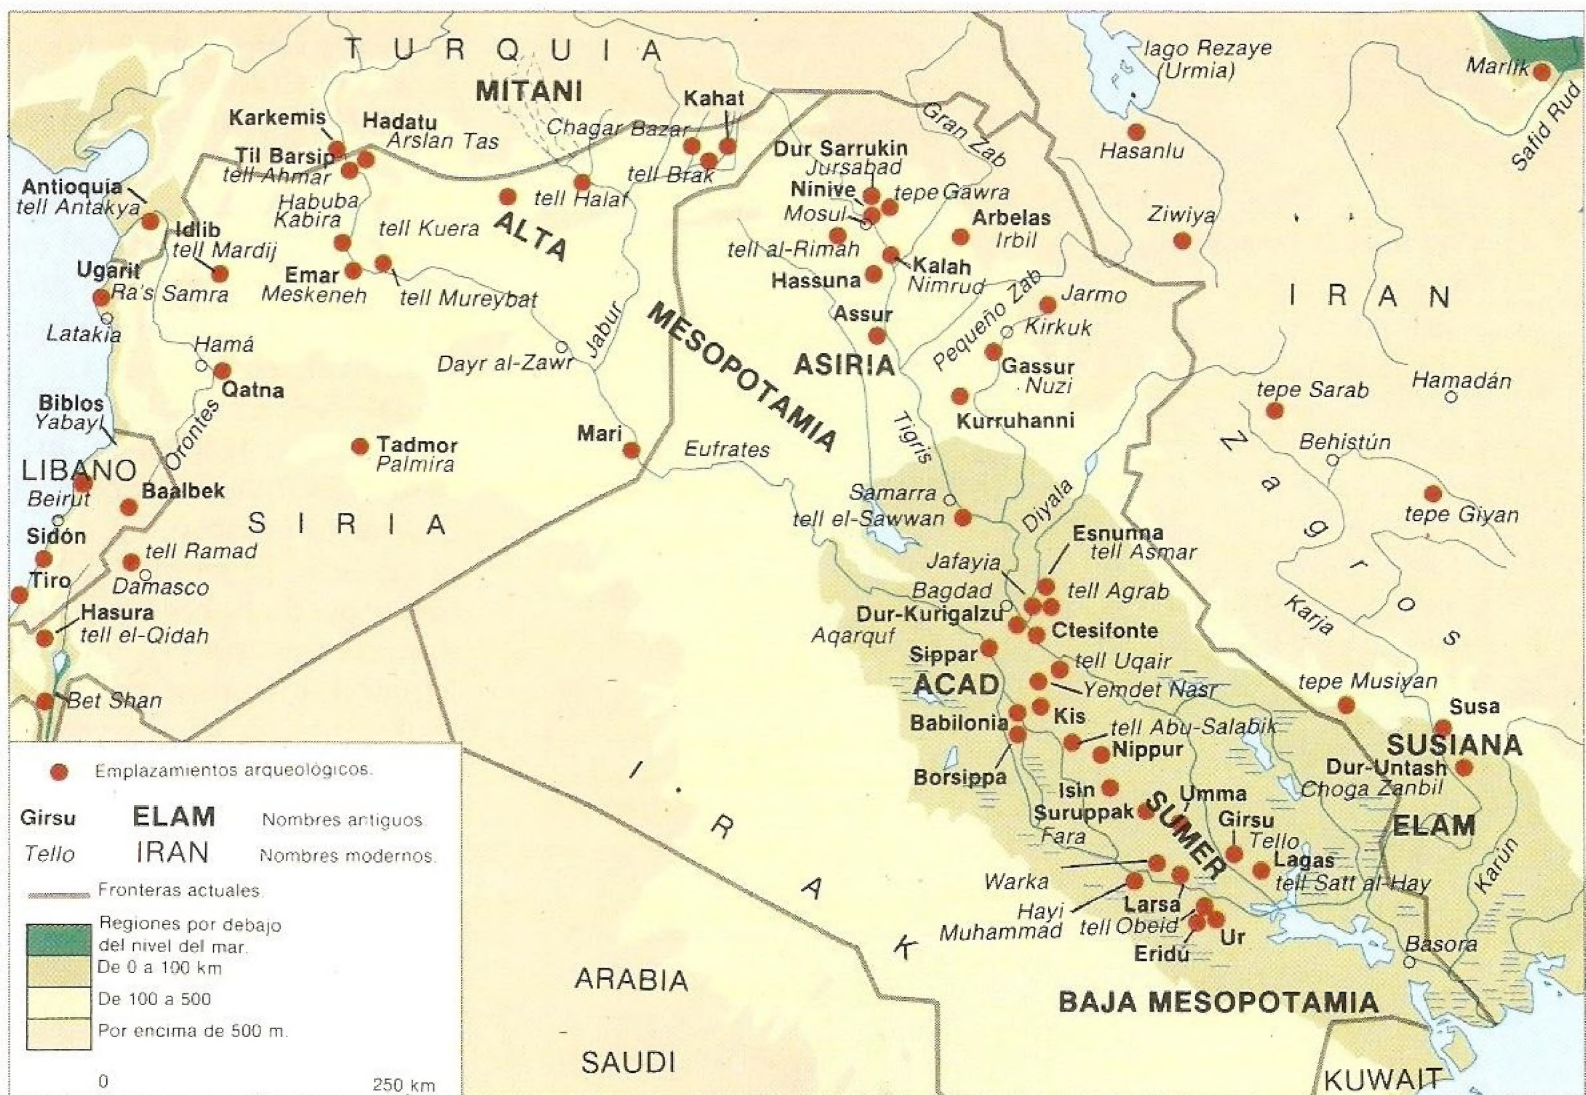 TURQUIA
MITANI
lago Rezaye
(Urmia)
Marlik
Safid Rud
Karkemis
Hadatu
Arslan Tas
Kahat
Chagar Bazar
Gran Zab
Hasanlu
Til Barsip
tell Ahmar
tell Brak
Dur Sarrukin
Jursabad
Antioquia
tell Antakya
Habuba
Kabira
tell Halaf
Ninive
tepe Gawra
Mosul
Arbelas
Irbil
Ziwiya
Idlib
tell Mardij
tell Kuera
ALTA
tell al-Rimah
Ugarit
Ra's Samra
Emar
Meskeneh
tell Mureybat
Hassuna
Kalah
Nimrud
Jarmo
IRAN
Latakia
Jabur
MESOPOTAMIA
Assur
Pequeño Zab
Kirkuk
Hamá
Dayr al-Zawr
ASIRIA
Gassur
Nuzi
tepe Sarab
Hamadán
Qatna
Biblos
Yabayl
Orontes
Kurruhanni
Tadmor
Palmira
Mari
Eufrates
Tigris
Zagros
Behistún
LIBANO
Beirut
Baalbek
Samarra
tell el-Sawwan
Diyala
tepe Giyan
SIRIA
Sidón
tell Ramad
Damasco
Esnunna
tell Asmar
Jafayia
Tiro
Bagdad
tell Agrab
Karja
Hasura
tell el-Qidah
Dur-Kurigalzu
Aqarquf
Ctesifonte
Sippar
tell Uqair
ACAD
Yemdet Nasr
tepe Musiyan
Bet Shan
Babilonia
Kis
tell Abu-Salabik
Susa
SUSIANA
Nippur
Borsippa
Dur-Untash
Choga Zanbil
Isin
Umma
Suruppak
Fara
SUMER
Girsu
Tello
ELAM
IRAK
Lagas
tell Satt al-Hay
Karun
Warka
Larsa
Hayi
Muhammad
tell Obeid
Ur
Eridú
Basora
ARABIA
SAUDI
BAJA MESOPOTAMIA
KUWAIT
Emplazamientos arqueológicos.
Girsu ELAM Nombres antiguos.
Tello IRAN Nombres modernos.
Fronteras actuales.
Regiones por debajo
del nivel del mar.
De 0 a 100 km
De 100 a 500
Por encima de 500 m.
0 250 km